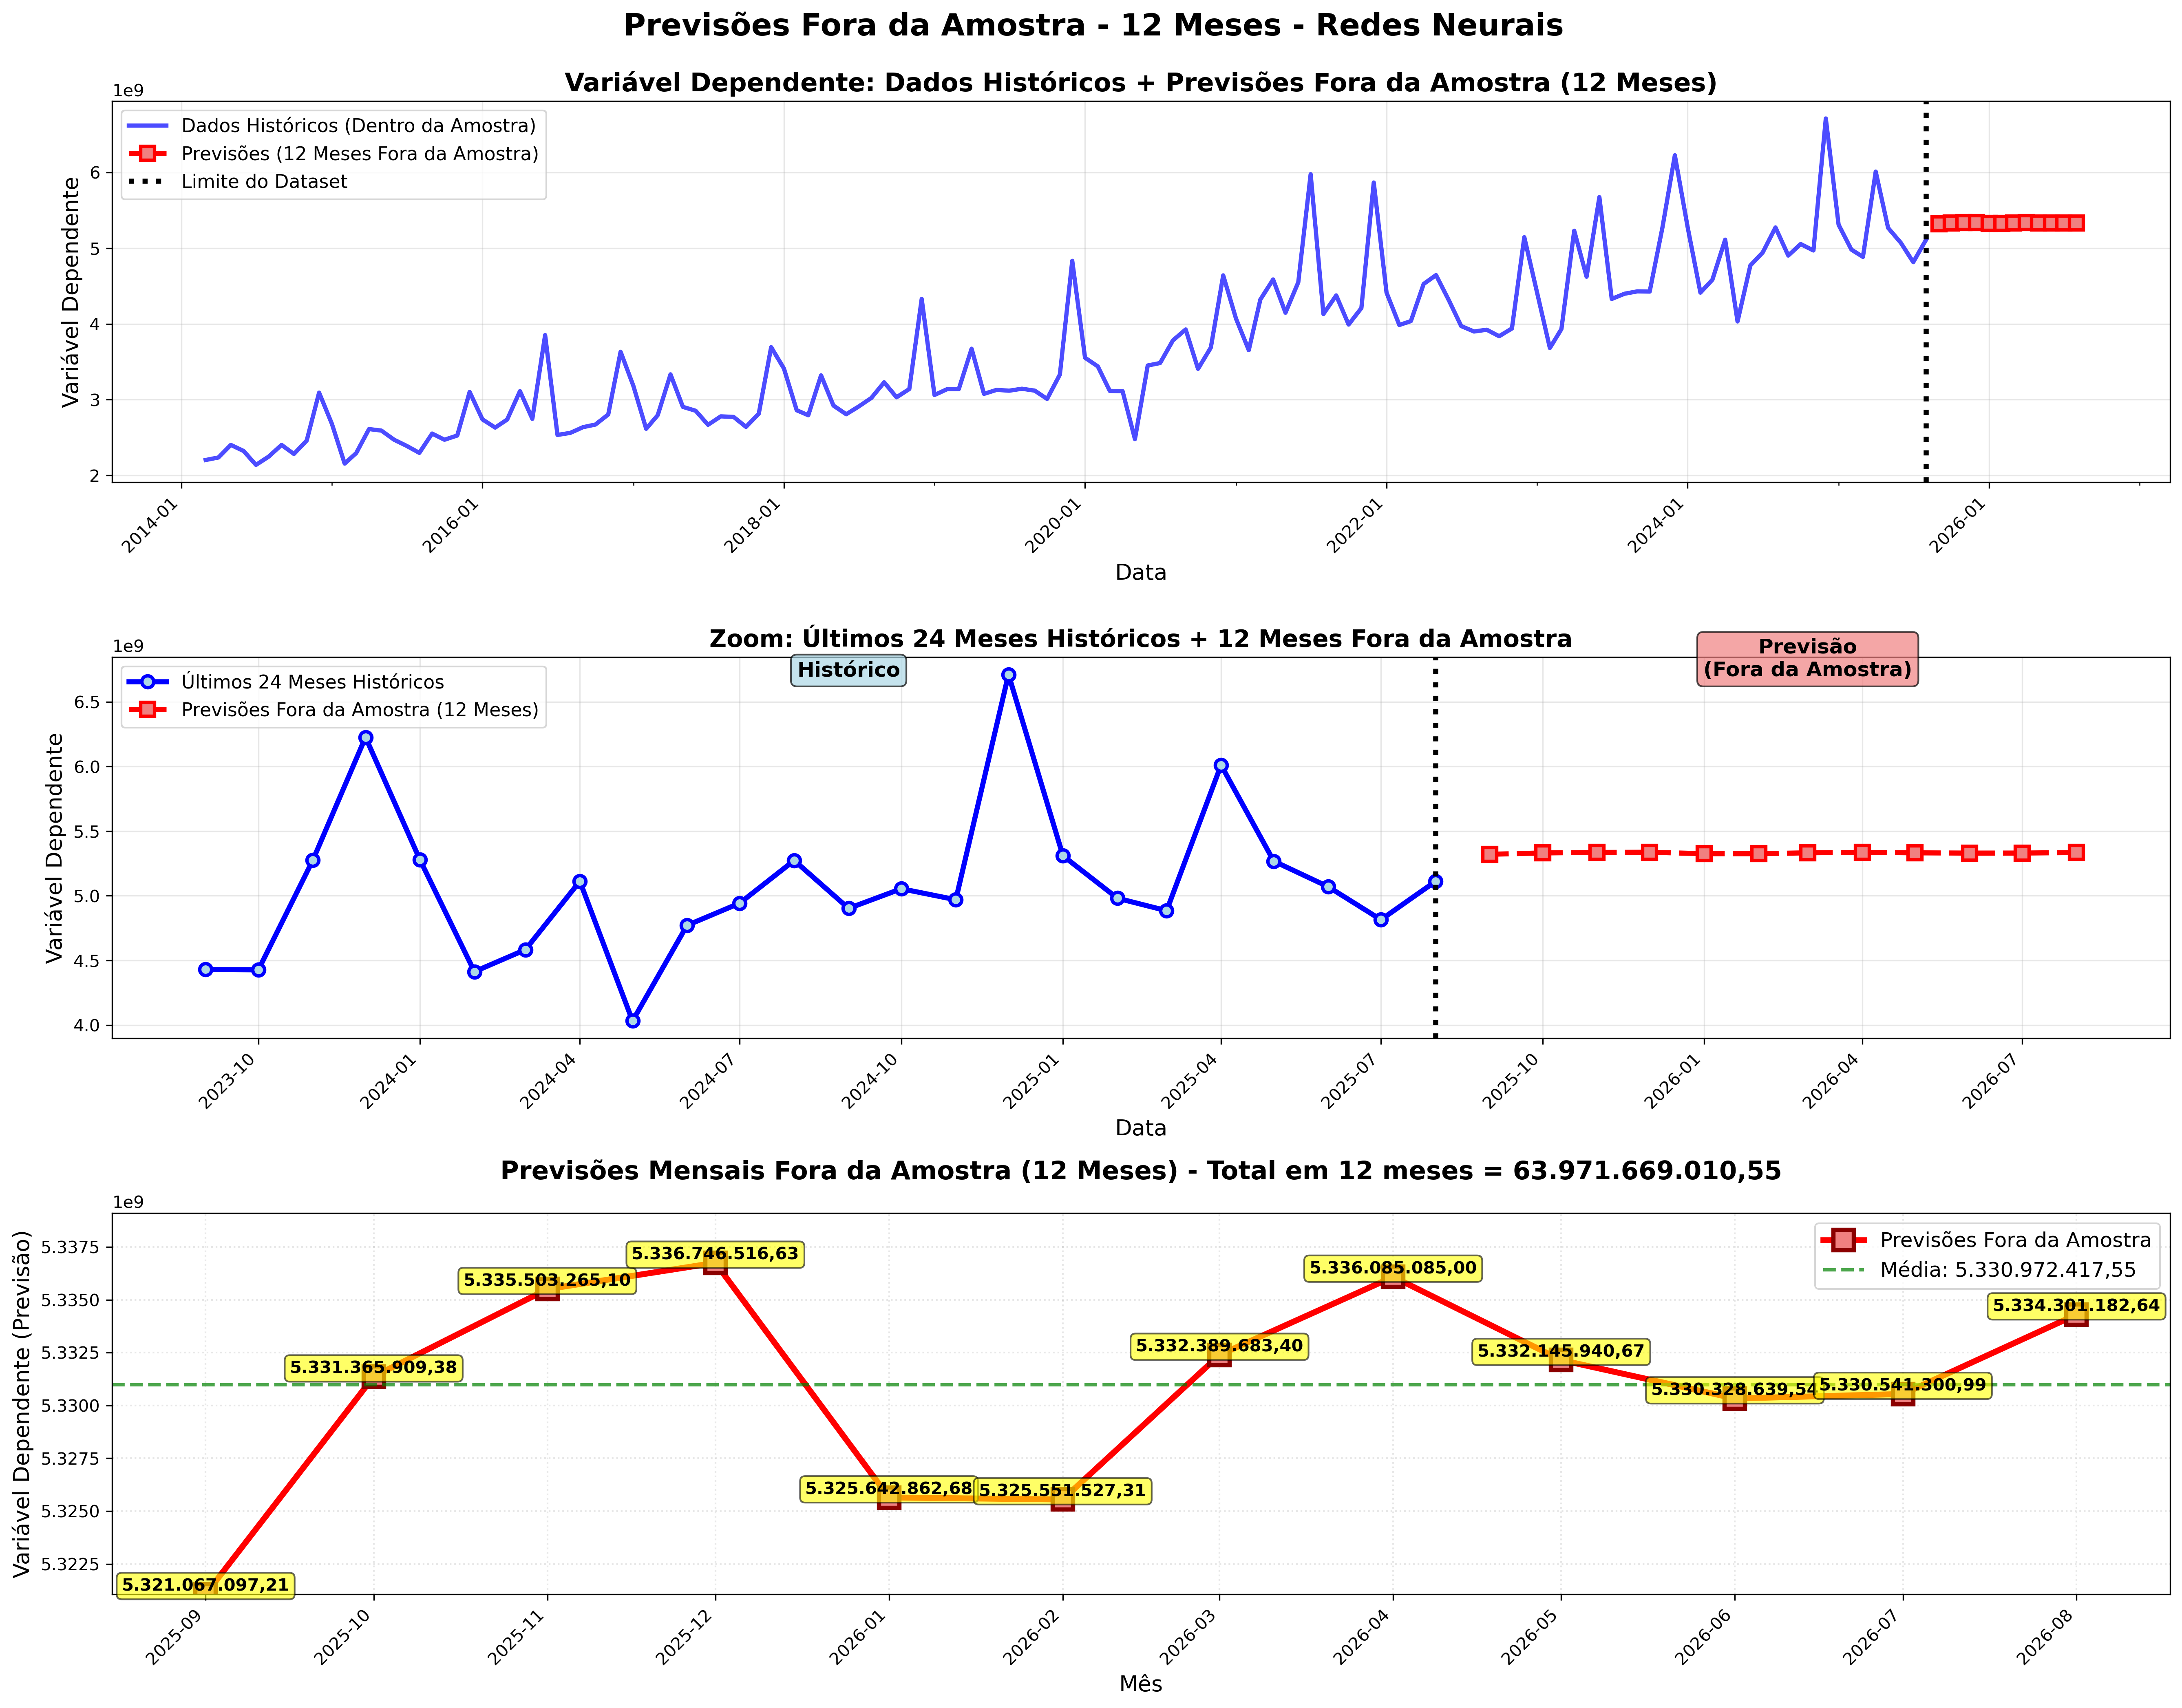 Previsões Fora da Amostra - 12 Meses - Redes Neurais
Variável Dependente: Dados Históricos + Previsões Fora da Amostra (12 Meses)
1e9
Dados Históricos (Dentro da Amostra)
Previsões (12 Meses Fora da Amostra)
Limite do Dataset
Variável Dependente
6
5
4
3
2
2014-01
2016-01
2018-01
2020-01
2022-01
2024-01
2026-01
Data
Zoom: Últimos 24 Meses Históricos + 12 Meses Fora da Amostra
1e9
Últimos 24 Meses Históricos
Previsões Fora da Amostra (12 Meses)
Histórico
Previsão
(Fora da Amostra)
Variável Dependente
6.5
6.0
5.5
5.0
4.5
4.0
2023-10
2024-01
2024-04
2024-07
2024-10
2025-01
2025-04
2025-07
2025-10
2026-01
2026-04
2026-07
Data
Previsões Mensais Fora da Amostra (12 Meses) - Total em 12 meses = 63.971.669.010,55
1e9
Previsões Fora da Amostra
Média: 5.330.972.417,55
Variável Dependente (Previsão)
5.3375
5.3350
5.3325
5.3300
5.3275
5.3250
5.3225
5.321.067.097,21
5.331.365.909,38
5.335.503.265,10
5.336.746.516,63
5.325.642.862,68
5.325.551.527,31
5.332.389.683,40
5.336.085.085,00
5.332.145.940,67
5.330.328.639,54
5.330.541.300,99
5.334.301.182,64
2025-09
2025-10
2025-11
2025-12
2026-01
2026-02
2026-03
2026-04
2026-05
2026-06
2026-07
2026-08
Mês